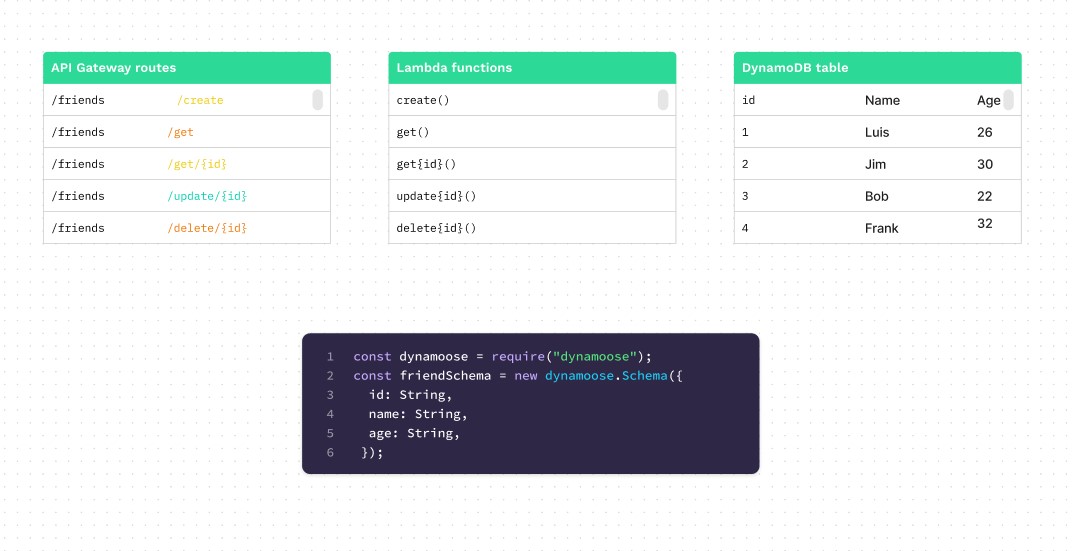 API Gateway routes
/friends /create
/friends /get
/friends /get/{id}
/friends /update/{id}
/friends /delete/{id}
Lambda functions
create()
get()
get{id}()
update{id}()
delete{id}()
DynamoDB table
id Name Age
1 Luis 26
2 Jim 30
3 Bob 22
4 Frank 32
1 const dynamoose = require("dynamoose");
2 const friendSchema = new dynamoose.Schema({
3 id: String,
4 name: String,
5 age: String,
6 });